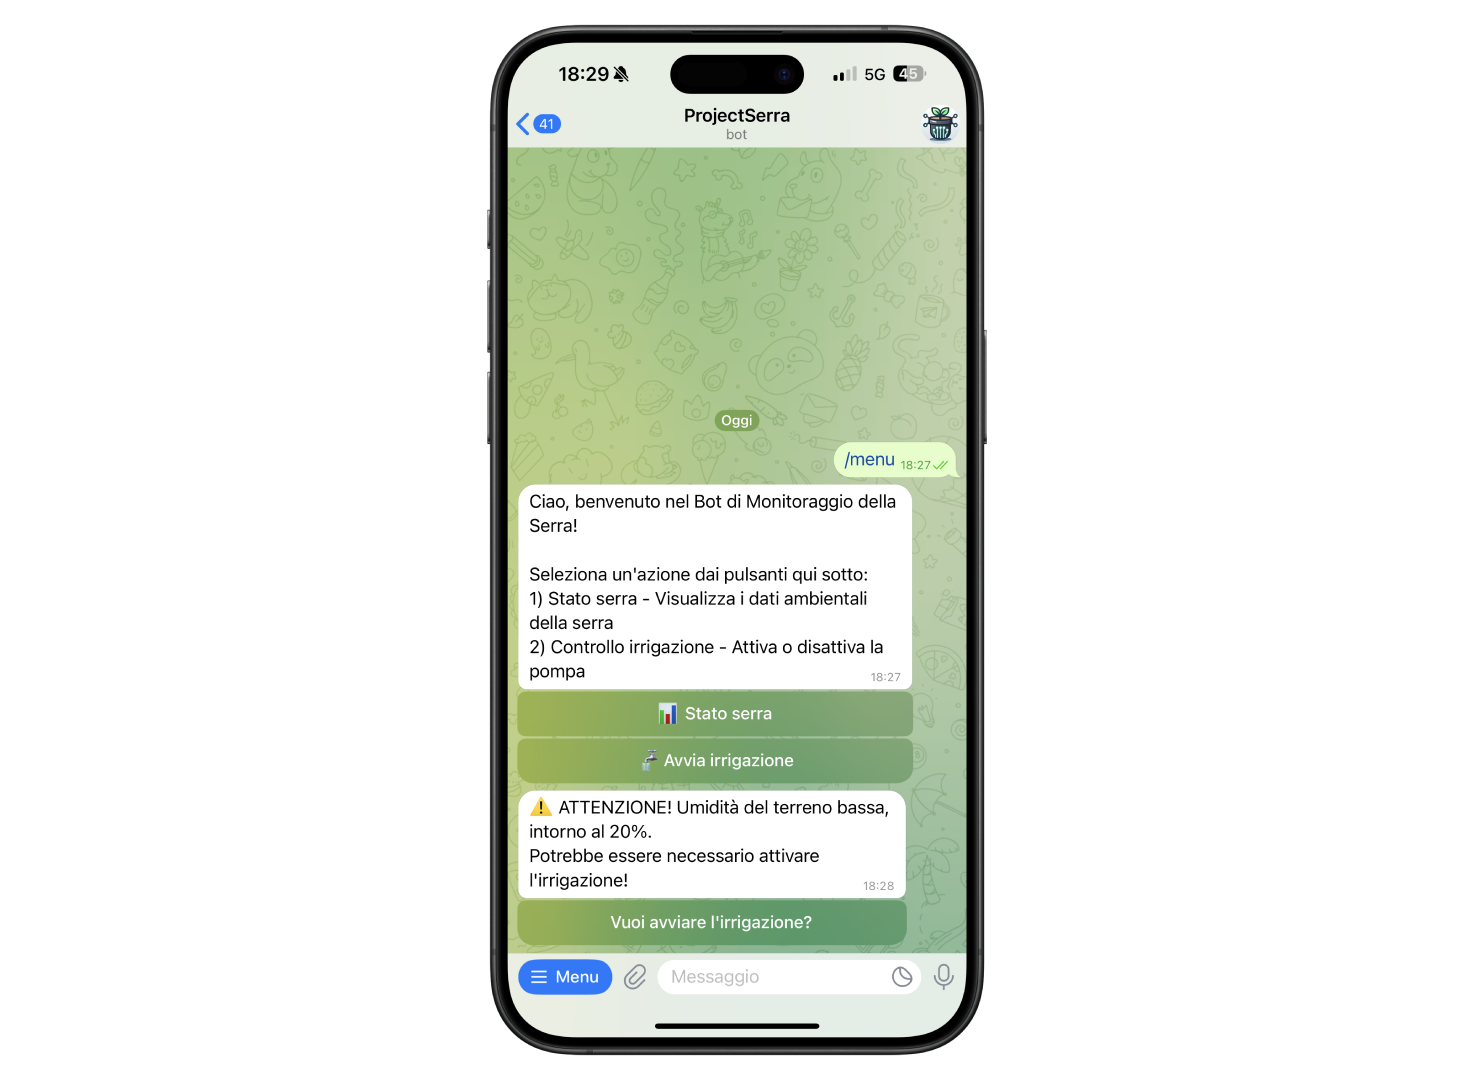 18:29
5G
45
41
ProjectSerra
bot
Oggi
/menu 18:27
Ciao, benvenuto nel Bot di Monitoraggio della
Serra!
Seleziona un'azione dai pulsanti qui sotto:
1) Stato serra - Visualizza i dati ambientali
della serra
2) Controllo irrigazione - Attiva o disattiva la
pompa
18:27
Stato serra
Avvia irrigazione
ATTENZIONE! Umidità del terreno bassa,
intorno al 20%.
Potrebbe essere necessario attivare
l'irrigazione!
18:28
Vuoi avviare l'irrigazione?
Menu
Messaggio